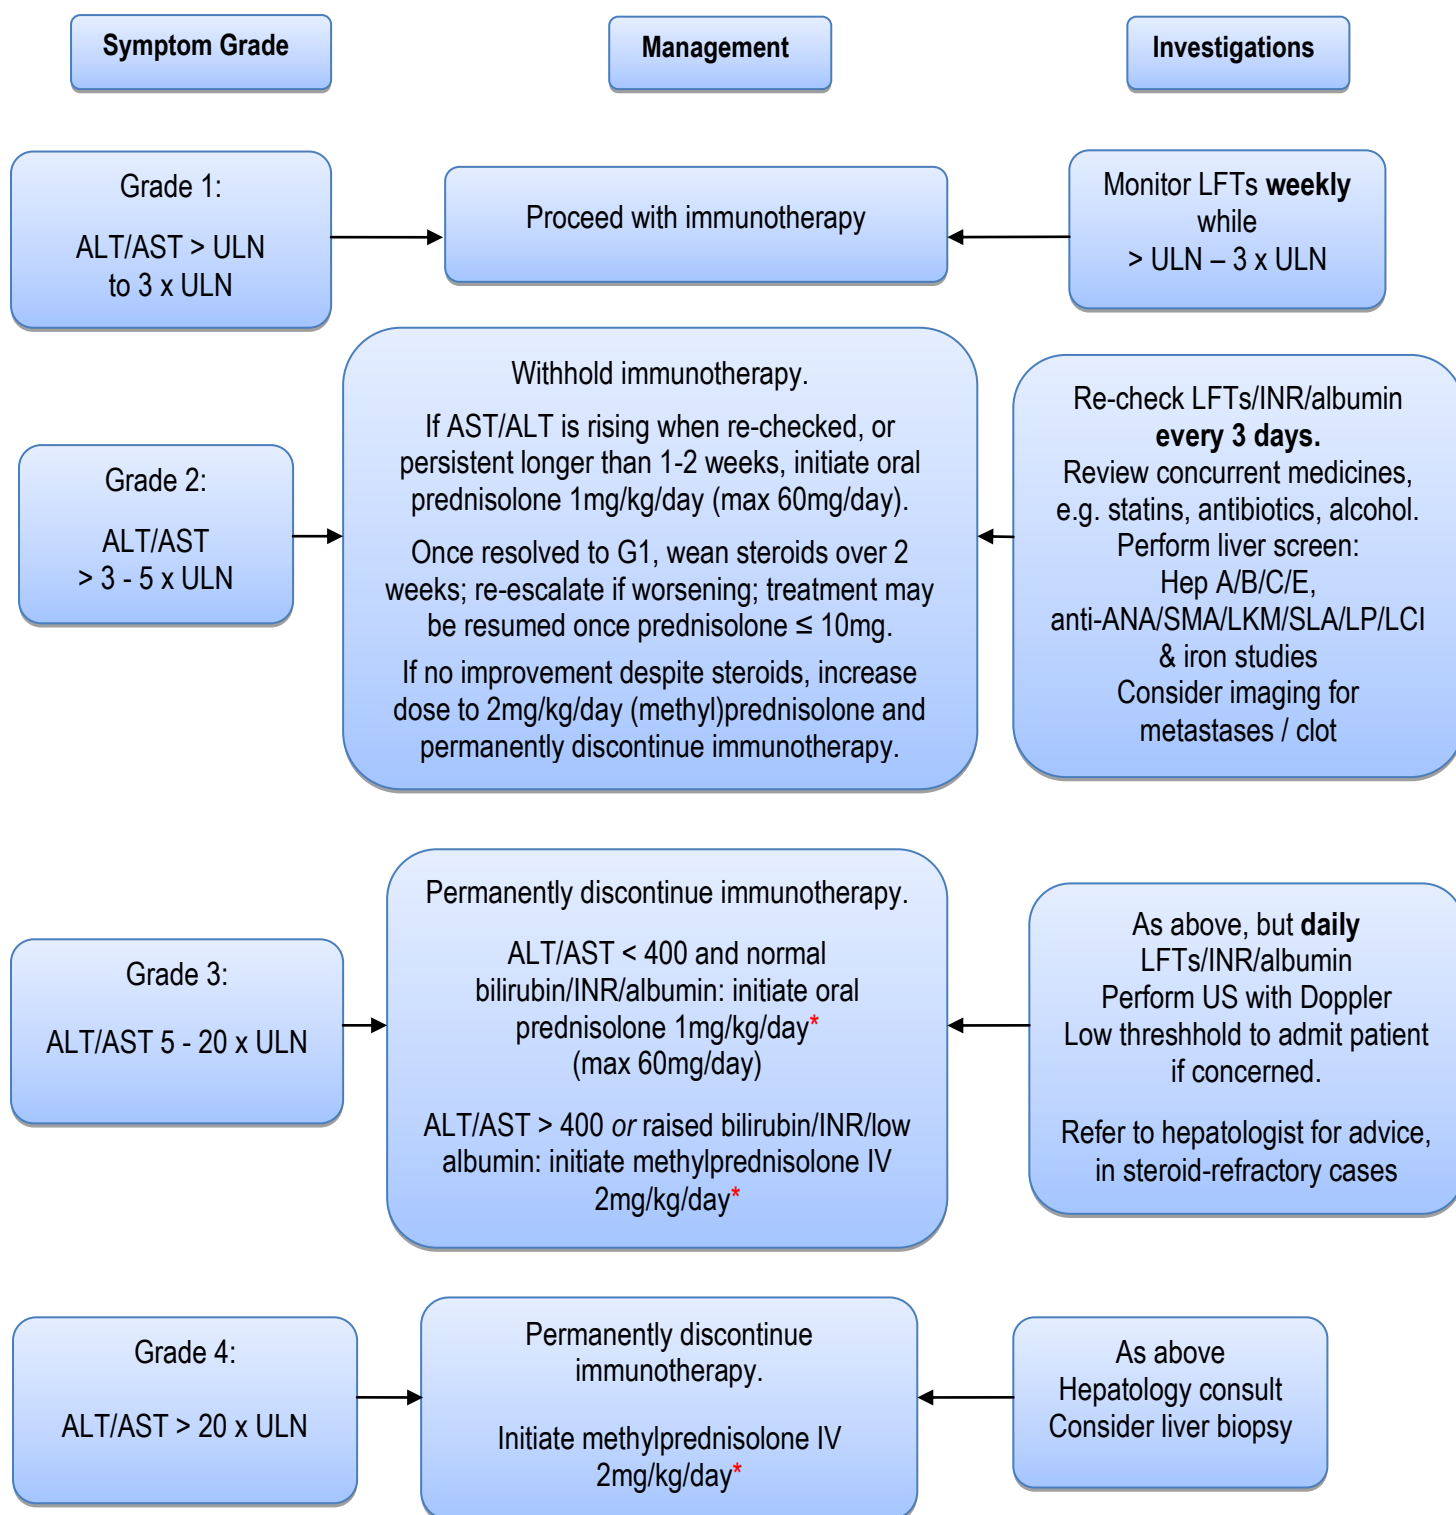 Symptom Grade
Management
Investigations
Grade 1:
ALT/AST > ULN
to 3 x ULN
Proceed with immunotherapy
Monitor LFTs weekly
while
> ULN – 3 x ULN
Grade 2:
ALT/AST
> 3 - 5 x ULN
Withhold immunotherapy.
If AST/ALT is rising when re-checked, or
persistent longer than 1-2 weeks, initiate oral
prednisolone 1mg/kg/day (max 60mg/day).
Once resolved to G1, wean steroids over 2
weeks; re-escalate if worsening; treatment may
be resumed once prednisolone ≤ 10mg.
If no improvement despite steroids, increase
dose to 2mg/kg/day (methyl)prednisolone and
permanently discontinue immunotherapy.
Re-check LFTs/INR/albumin
every 3 days.
Review concurrent medicines,
e.g. statins, antibiotics, alcohol.
Perform liver screen:
Hep A/B/C/E,
anti-ANA/SMA/LKM/SLA/LP/LCI
& iron studies
Consider imaging for
metastases / clot
Grade 3:
ALT/AST 5 - 20 x ULN
Permanently discontinue immunotherapy.
ALT/AST < 400 and normal
bilirubin/INR/albumin: initiate oral
prednisolone 1mg/kg/day*
(max 60mg/day)
ALT/AST > 400 or raised bilirubin/INR/low
albumin: initiate methylprednisolone IV
2mg/kg/day*
As above, but daily
LFTs/INR/albumin
Perform US with Doppler
Low threshhold to admit patient
if concerned.
Refer to hepatologist for advice,
in steroid-refractory cases
Grade 4:
ALT/AST > 20 x ULN
Permanently discontinue
immunotherapy.
Initiate methylprednisolone IV
2mg/kg/day*
As above
Hepatology consult
Consider liver biopsy